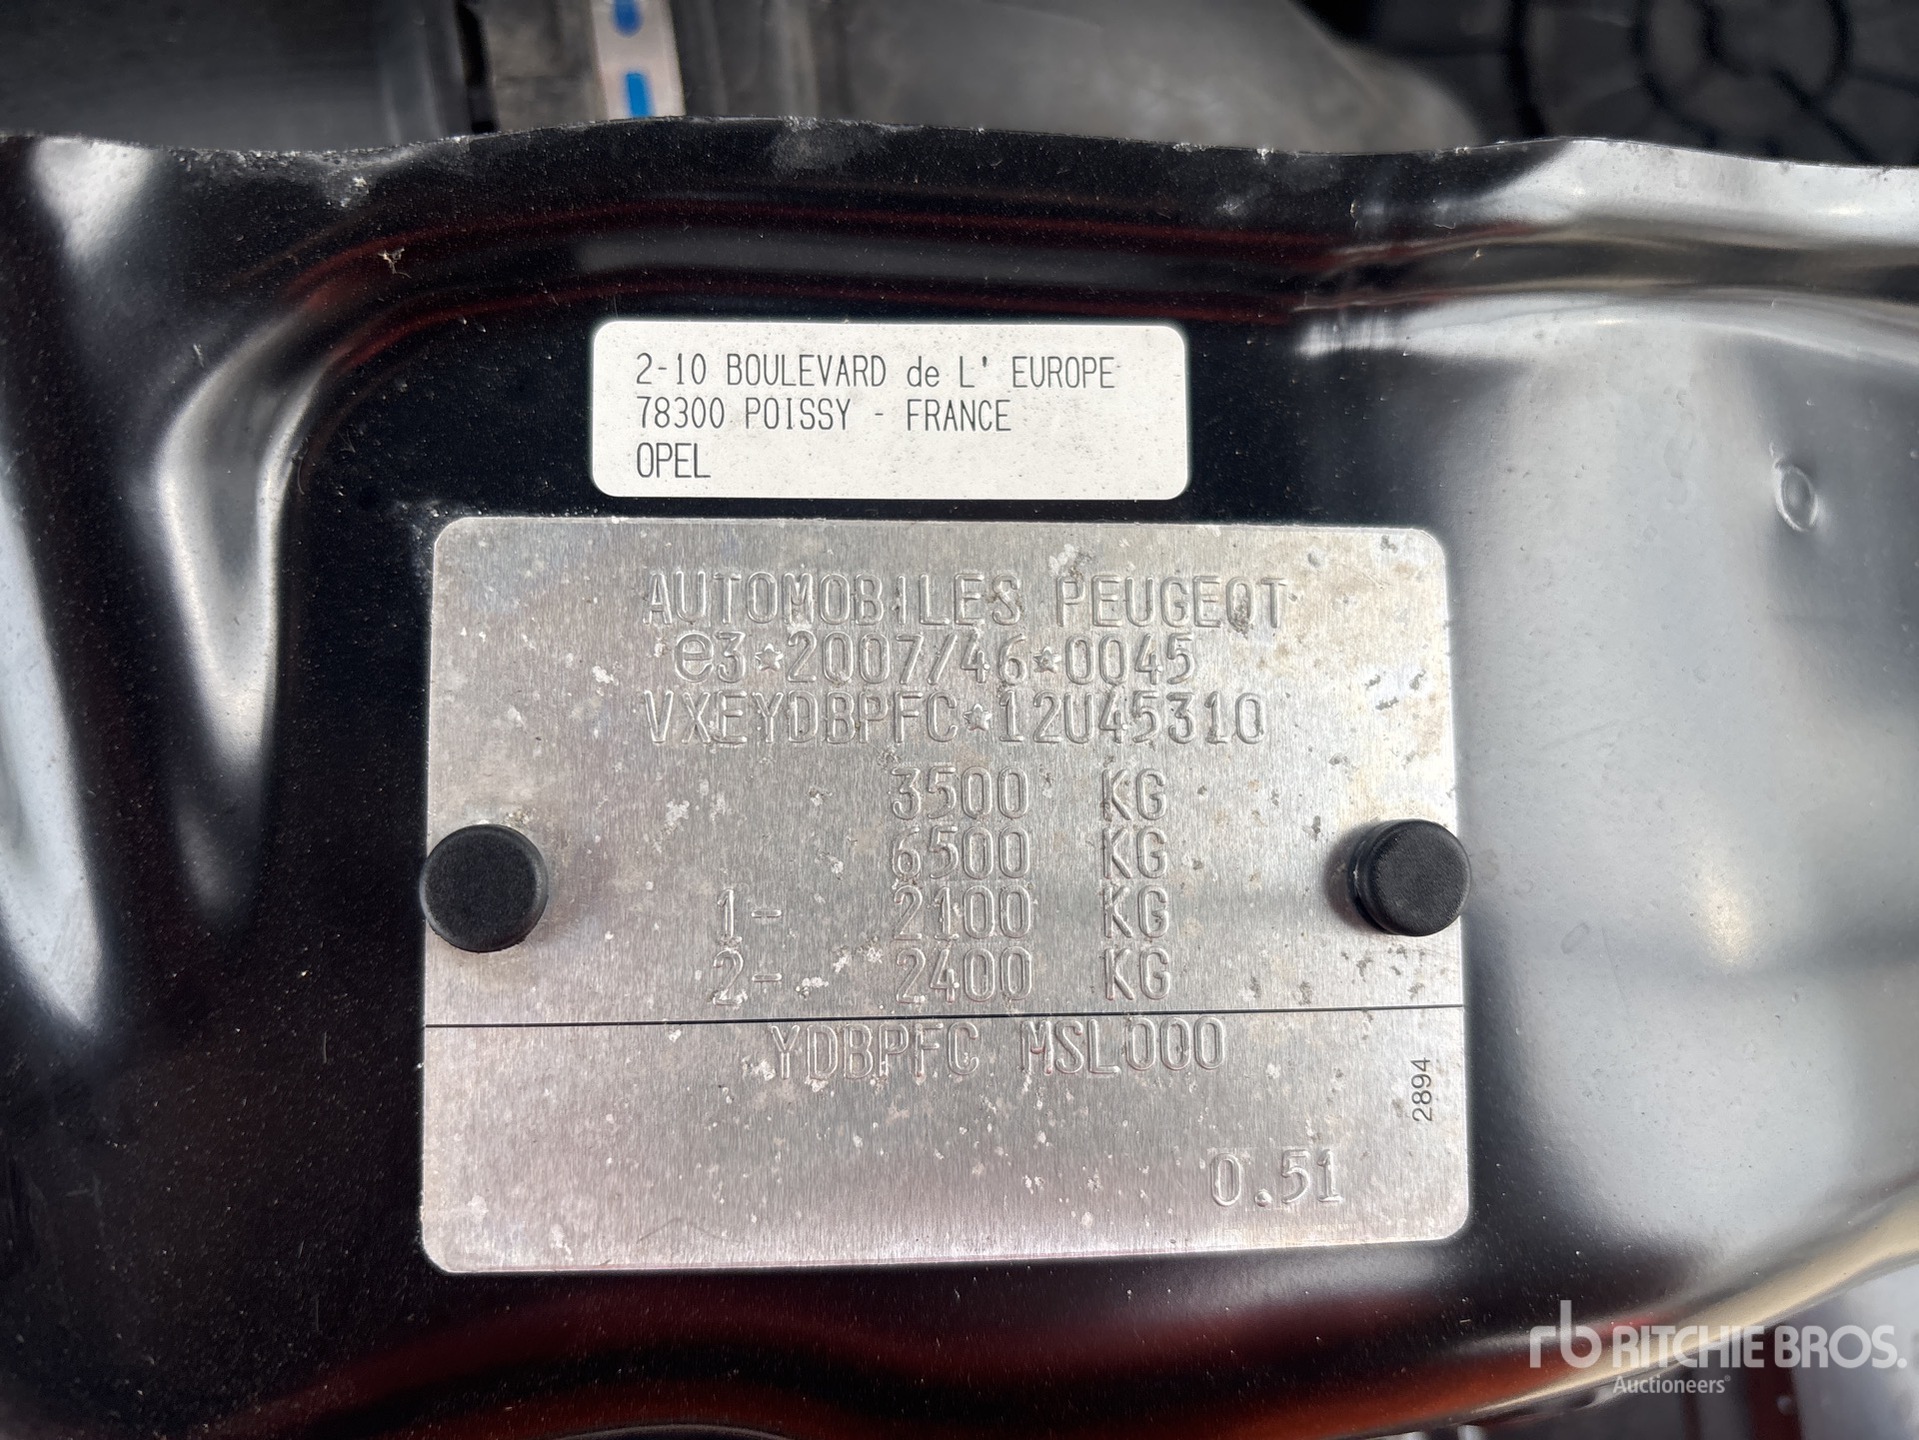 2-10 BOULEVARD de L' EUROPE
78300 POISSY - FRANCE
OPEL
AUTOMOBILES PEUGEOT
e3*2007/46*0045
VXEYDBPFC*12U45310
3500 KG
6500 KG
1- 2100 KG
2- 2400 KG
YDBPFC MSL000
2894
0.51
rb RITCHIE BROS.
Auctioneers®